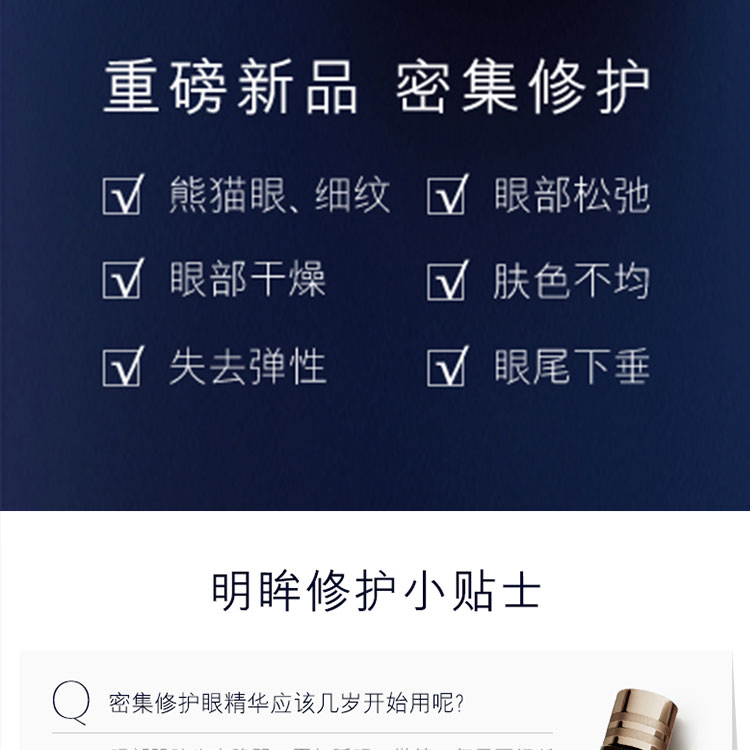 重磅新品 密集修护
熊猫眼、细纹 眼部松弛
眼部干燥 肤色不均
失去弹性 眼尾下垂
明眸修护小贴士
Q 密集修护眼精华应该几岁开始用呢?